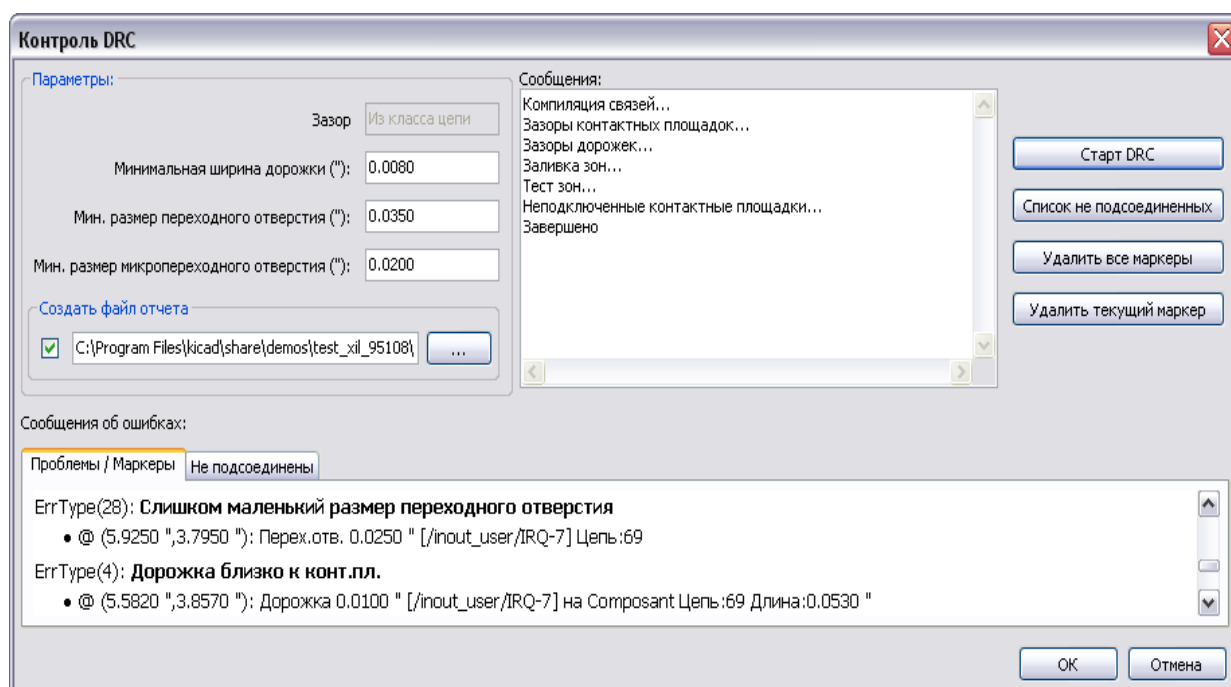 Контроль DRC
Параметры:
Зазор
Из класса цепи
Минимальная ширина дорожки ("):
0.0080
Мин. размер переходного отверстия ("):
0.0350
Мин. размер микропереходного отверстия ("):
0.0200
Создать файл отчета
C:\Program Files\kicad\share\demos\test_xil_95108\
...
Сообщения:
Компиляция связей...
Зазоры контактных площадок...
Зазоры дорожек...
Заливка зон...
Тест зон...
Неподключенные контактные площадки...
Завершено
Старт DRC
Список не подсоединенных
Удалить все маркеры
Удалить текущий маркер
Сообщения об ошибках:
Проблемы / Маркеры
Не подсоединены
ErrType(28): Слишком маленький размер переходного отверстия
• @ (5.9250 ",3.7950 "): Перех.отв. 0.0250 " [/inout_user/IRQ-7] Цепь:69
ErrType(4): Дорожка близко к конт.пл.
• @ (5.5820 ",3.8570 "): Дорожка 0.0100 " [/inout_user/IRQ-7] на Composant Цепь:69 Длина:0.0530 "
ОК
Отмена